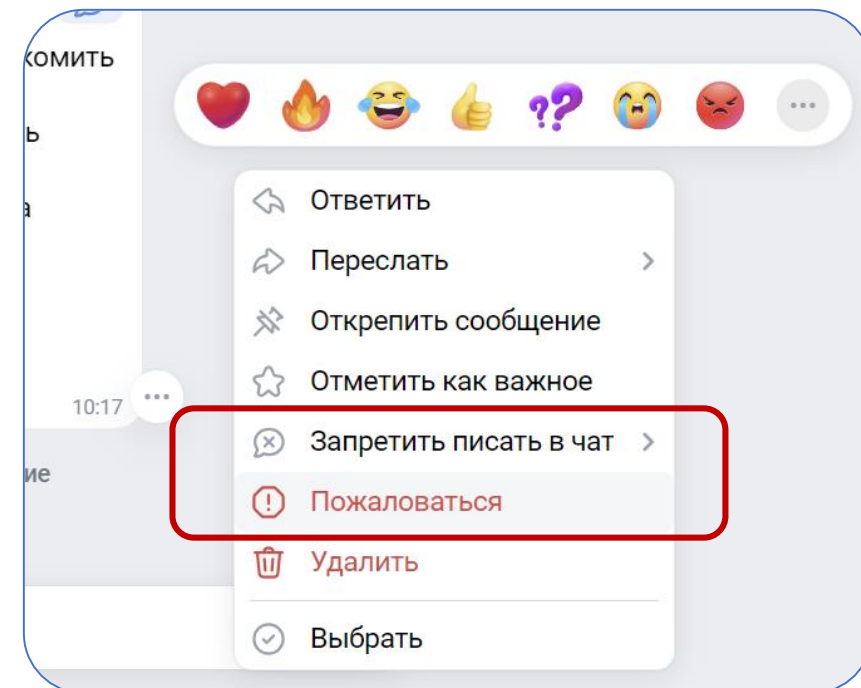 комить
ь
а
10:17
ие
Ответить
Переслать
Открепить сообщение
Отметить как важное
Запретить писать в чат
Пожаловаться
Удалить
Выбрать